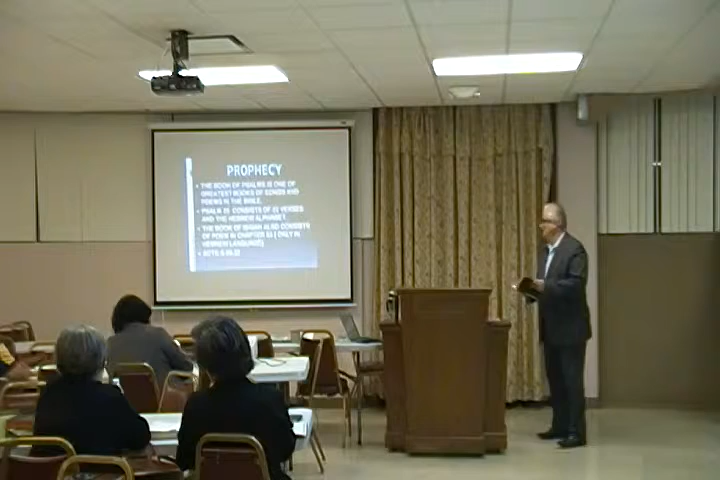 PROPHECY
• THE BOOK OF PSALMS IS ONE OF
GREATEST BOOKS OF SONGS AND
POEMS IN THE BIBLE.
• PSALM 25 CONSISTS OF 22 VERSES
AND THE HEBREW ALPHABET.
• THE BOOK OF ISAIAH ALSO CONSISTS
OF POEM IN CHAPTER 53 ( ONLY IN
HEBREW LANGUAGE)
• ACTS